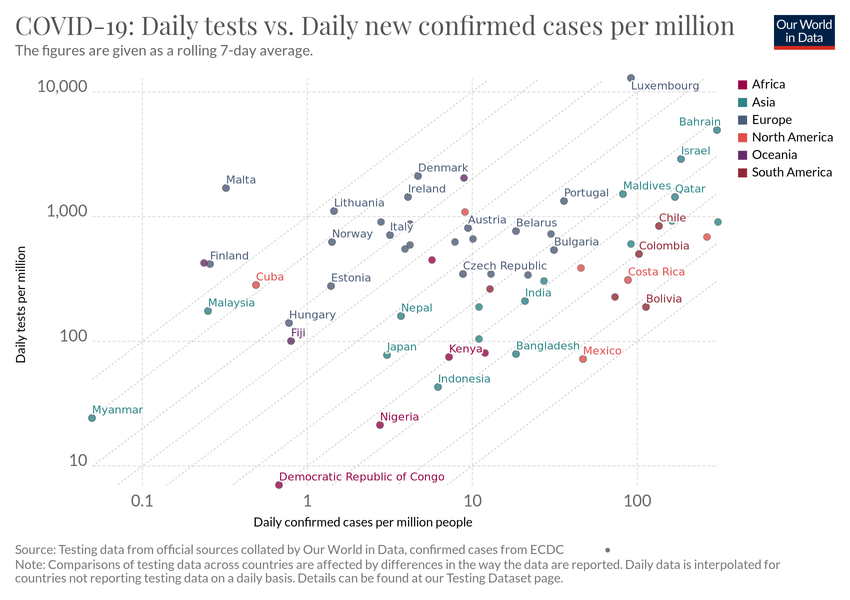 COVID-19: Daily tests vs. Daily new confirmed cases per million
The figures are given as a rolling 7-day average.
Our World
in Data
Africa
Asia
Europe
North America
Oceania
South America
Daily tests per million
10,000
1,000
100
10
Luxembourg
Bahrain
Israel
Denmark
Malta
Ireland
Portugal
Maldives
Qatar
Lithuania
Chile
Italy
Austria
Belarus
Norway
Bulgaria
Colombia
Finland
Czech Republic
Cuba
Estonia
Costa Rica
Malaysia
India
Bolivia
Nepal
Hungary
Fiji
Japan
Kenya
Bangladesh
Mexico
Indonesia
Myanmar
Nigeria
Democratic Republic of Congo
0.1
1
10
100
Daily confirmed cases per million people
Source: Testing data from official sources collated by Our World in Data, confirmed cases from ECDC
Note: Comparisons of testing data across countries are affected by differences in the way the data are reported. Daily data is interpolated for
countries not reporting testing data on a daily basis. Details can be found at our Testing Dataset page.